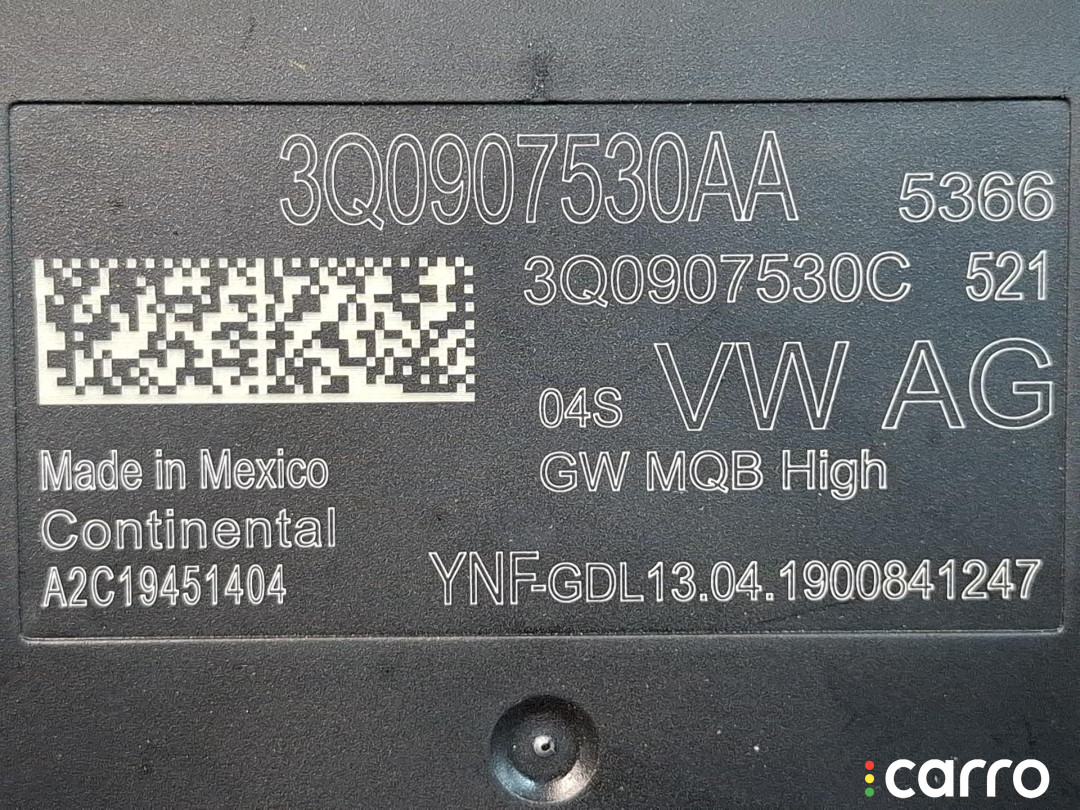 3Q0907530AA 5366
3Q0907530C 521
04S VW AG
Made in Mexico GW MQB High
Continental
A2C19451404 YNF-GDL13.04.1900841247
carro